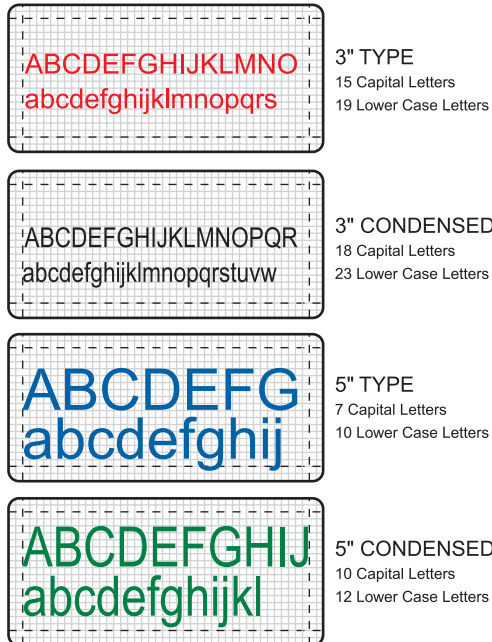 ABCDEFGHIJKLMNO
abcdefghijklmnopqrs
3" TYPE
15 Capital Letters
19 Lower Case Letters
ABCDEFGHIJKLMNOPQR
abcdefghijklmnopqrstuvw
3" CONDENSED
18 Capital Letters
23 Lower Case Letters
ABCDEFG
abcdefghij
5" TYPE
7 Capital Letters
10 Lower Case Letters
ABCDEFGHIJ
abcdefghijkl
5" CONDENSED
10 Capital Letters
12 Lower Case Letters